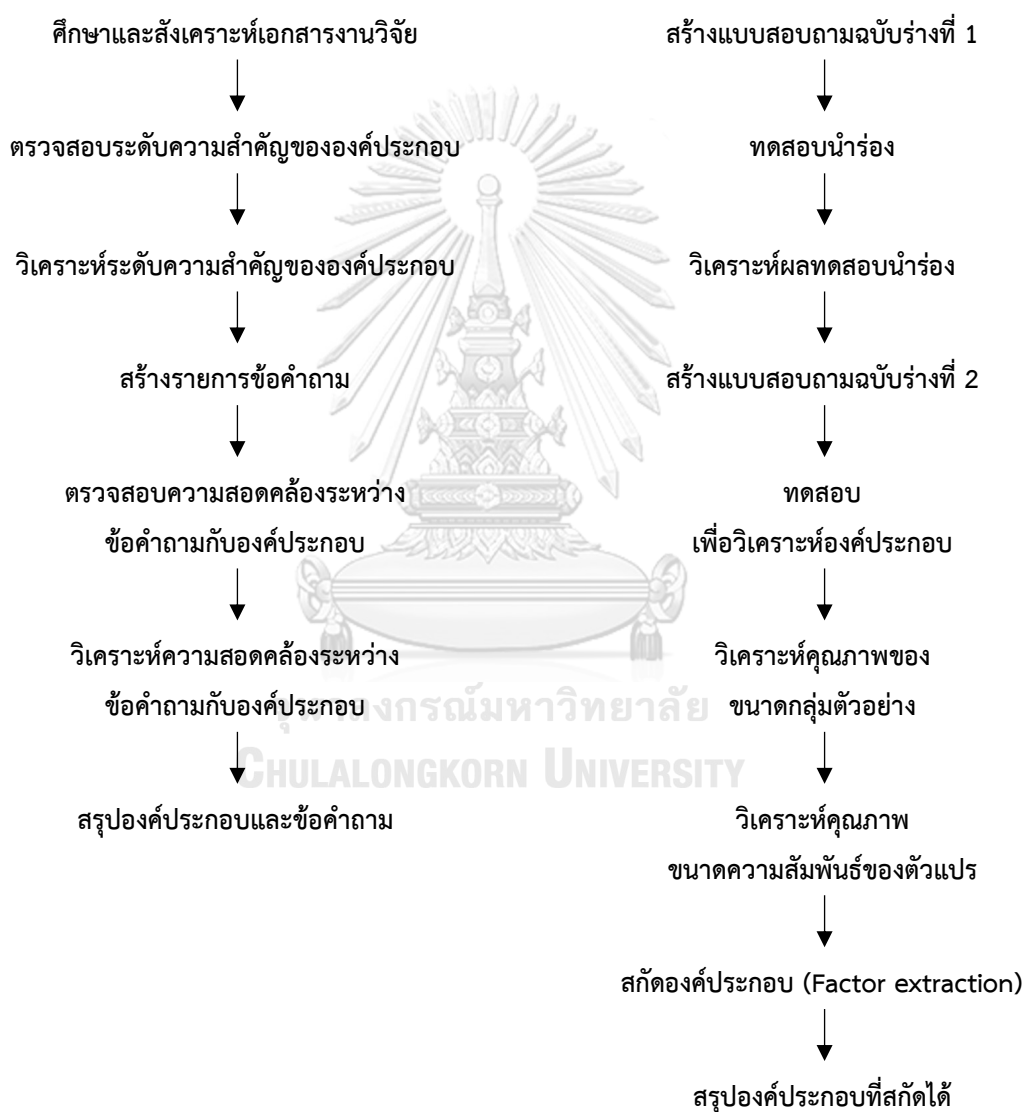 ศึกษาและสังเคราะห์เอกสารงานวิจัย
ตรวจสอบระดับความสำคัญขององค์ประกอบ
วิเคราะห์ระดับความสำคัญขององค์ประกอบ
สร้างรายการข้อคำถาม
ตรวจสอบความสอดคล้องระหว่าง
ข้อคำถามกับองค์ประกอบ
วิเคราะห์ความสอดคล้องระหว่าง
ข้อคำถามกับองค์ประกอบ
สรุปองค์ประกอบและข้อคำถาม
สร้างแบบสอบถามฉบับร่างที่ 1
ทดสอบนำร่อง
วิเคราะห์ผลทดสอบนำร่อง
สร้างแบบสอบถามฉบับร่างที่ 2
ทดสอบ
เพื่อวิเคราะห์องค์ประกอบ
วิเคราะห์คุณภาพของ
ขนาดกลุ่มตัวอย่าง
วิเคราะห์คุณภาพ
ขนาดความสัมพันธ์ของตัวแปร
สกัดองค์ประกอบ (Factor extraction)
สรุปองค์ประกอบที่สกัดได้
จุฬาลงกรณ์มหาวิทยาลัย
CHULALONGKORN UNIVERSITY